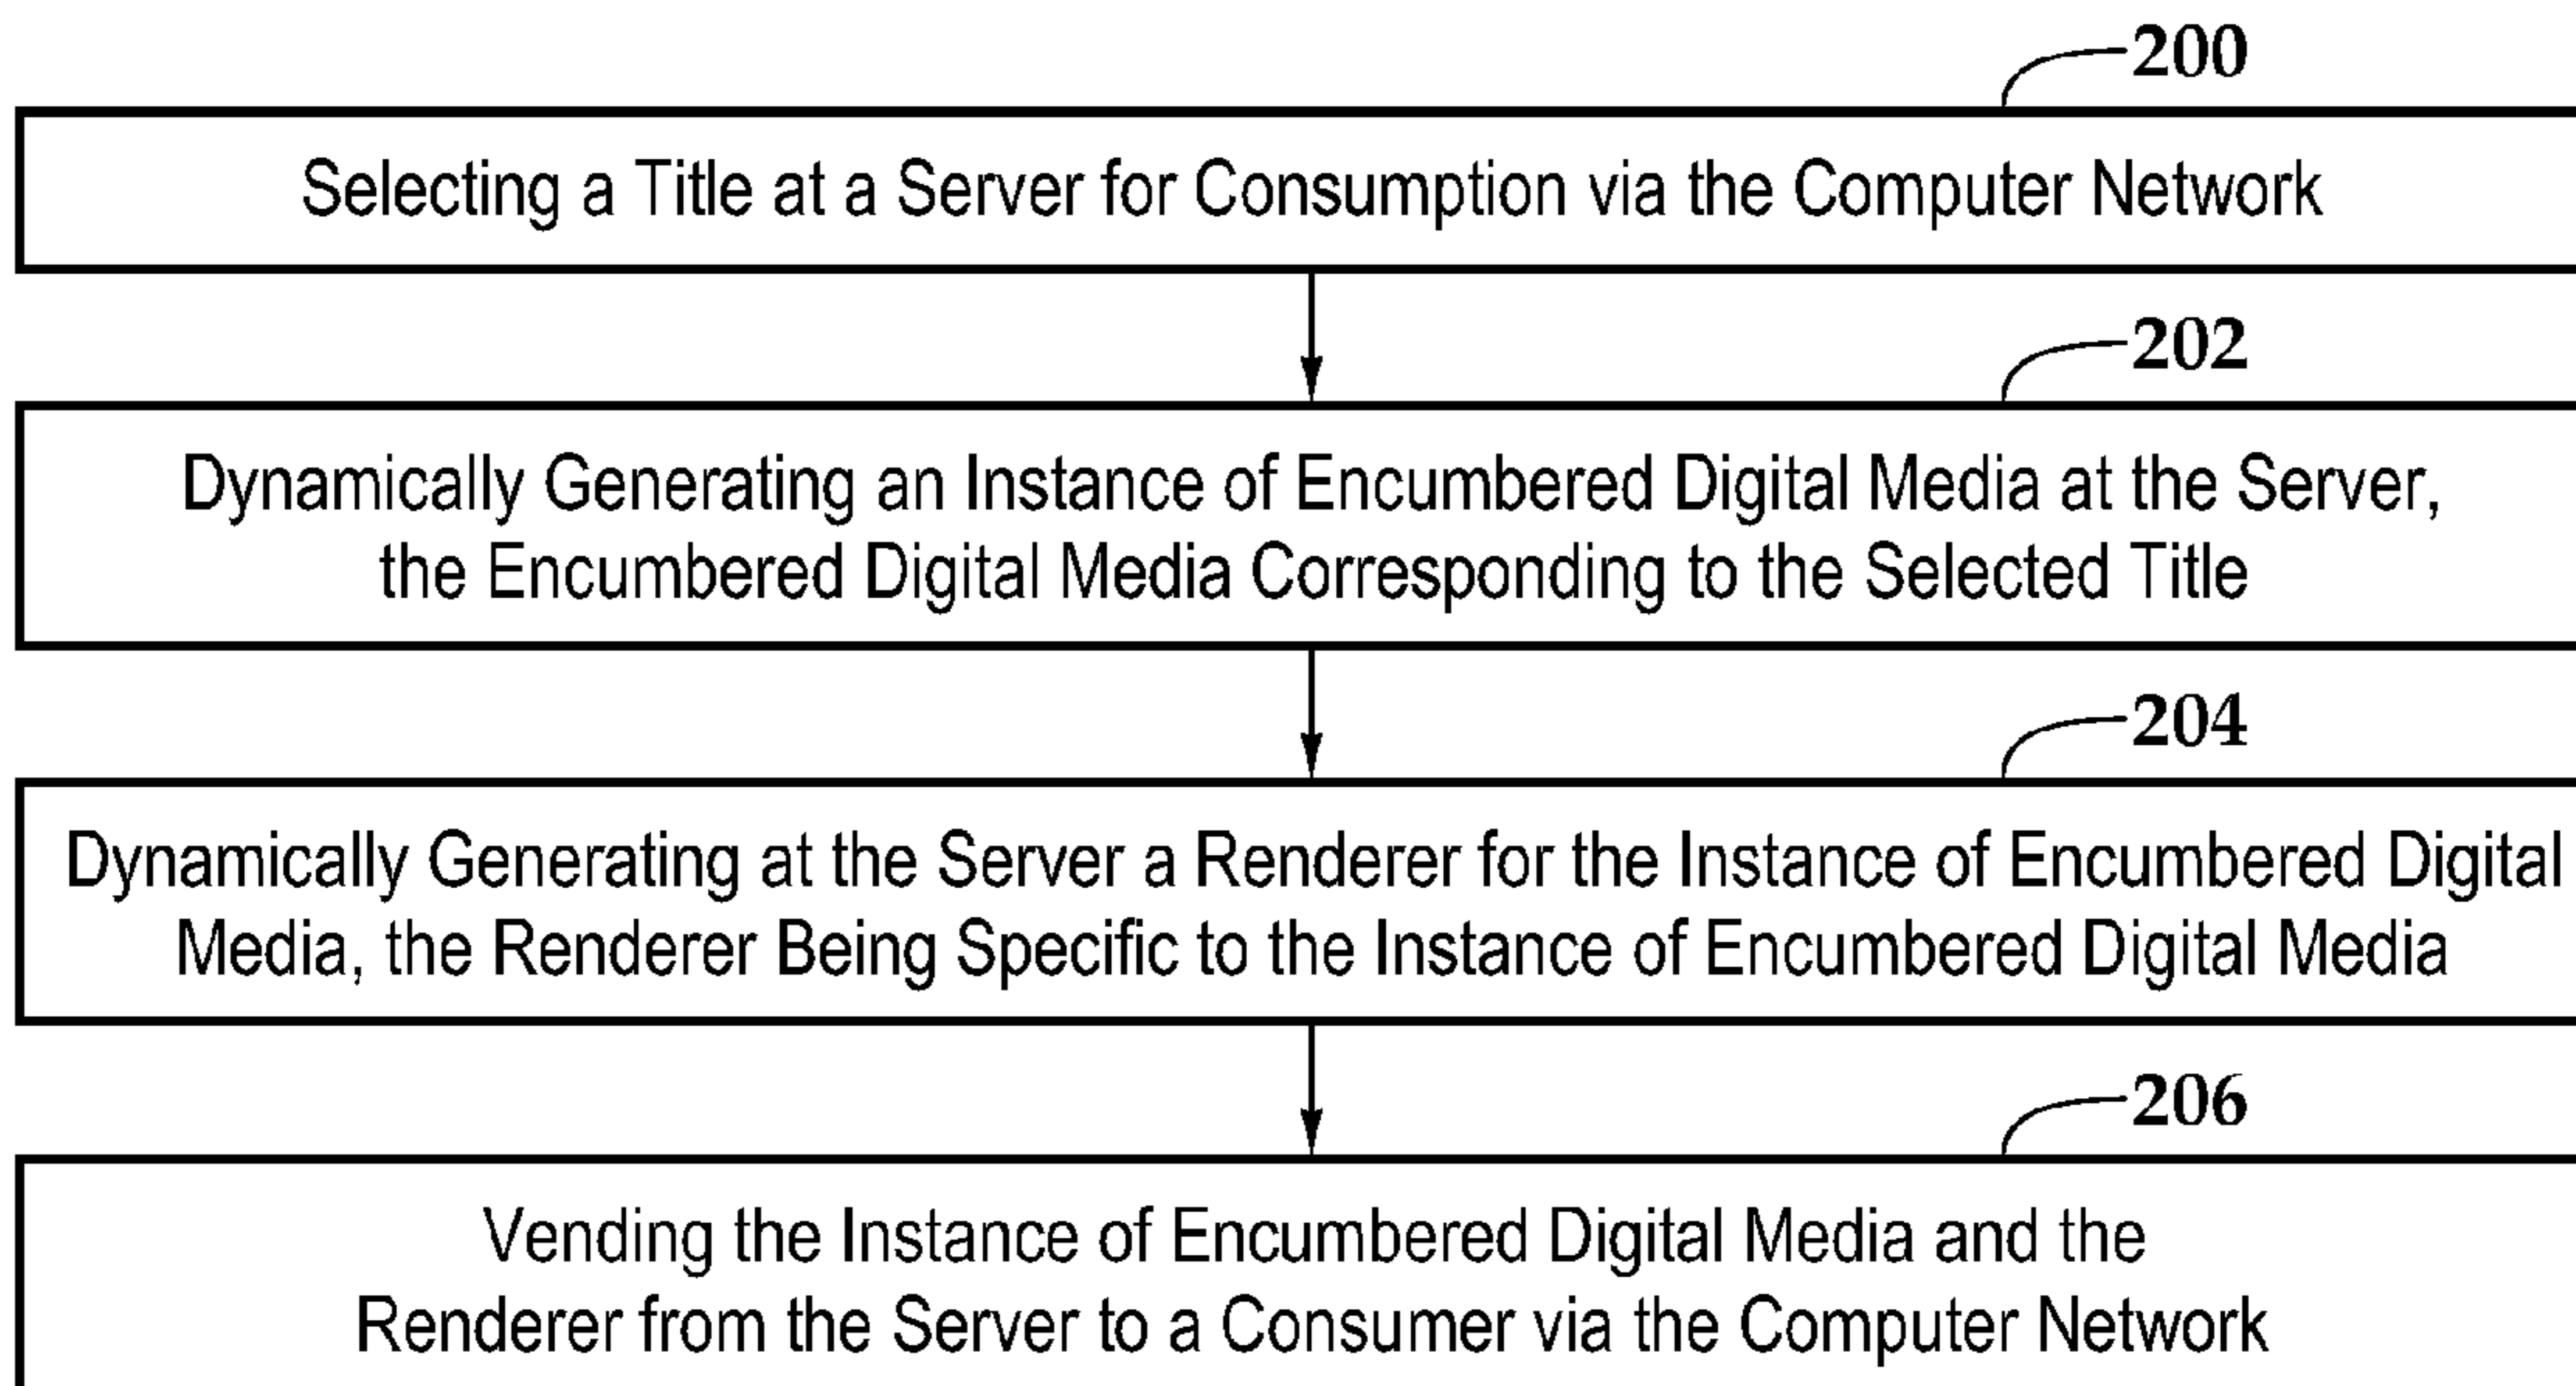 200
Selecting a Title at a Server for Consumption via the Computer Network
202
Dynamically Generating an Instance of Encumbered Digital Media at the Server,
the Encumbered Digital Media Corresponding to the Selected Title
204
Dynamically Generating at the Server a Renderer for the Instance of Encumbered Digital
Media, the Renderer Being Specific to the Instance of Encumbered Digital Media
206
Vending the Instance of Encumbered Digital Media and the
Renderer from the Server to a Consumer via the Computer Network